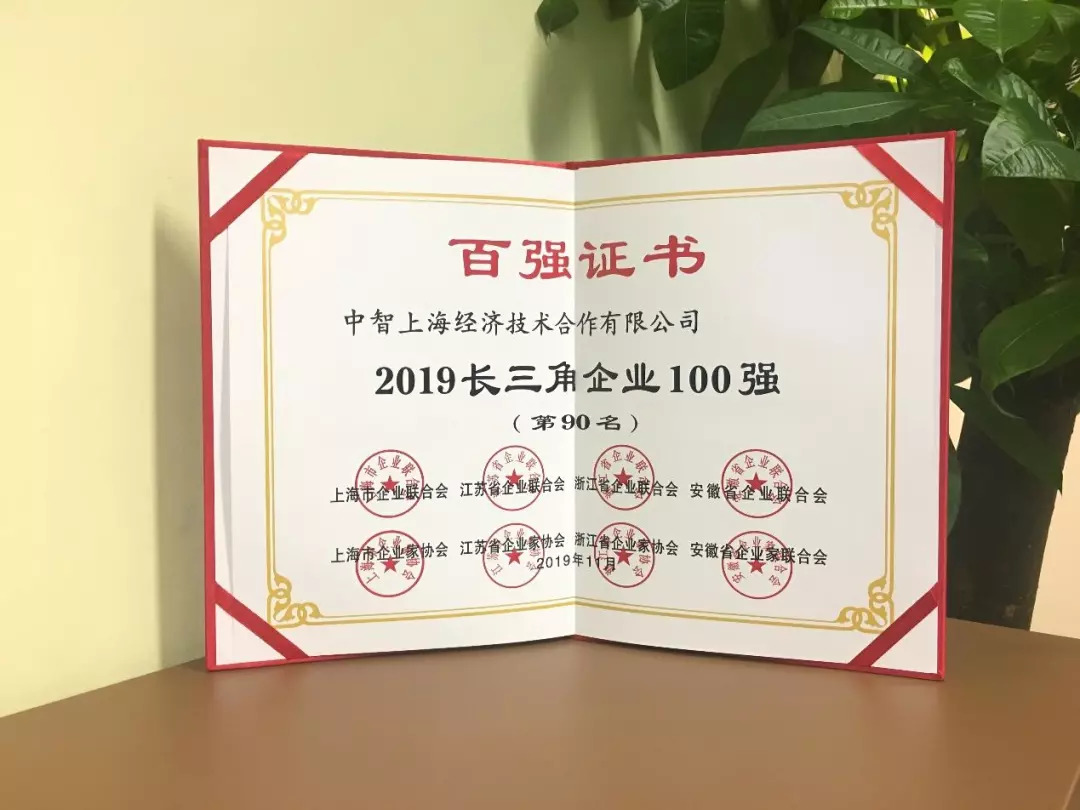 百强证书
中智上海经济技术合作有限公司
2019长三角企业100强
(第90名)
上海市企业联合会 江苏省企业联合会 浙江省企业联合会 安徽省企业联合会
上海市企业家协会 江苏省企业家协会 浙江省企业家协会 安徽省企业家联合会
2019年11月